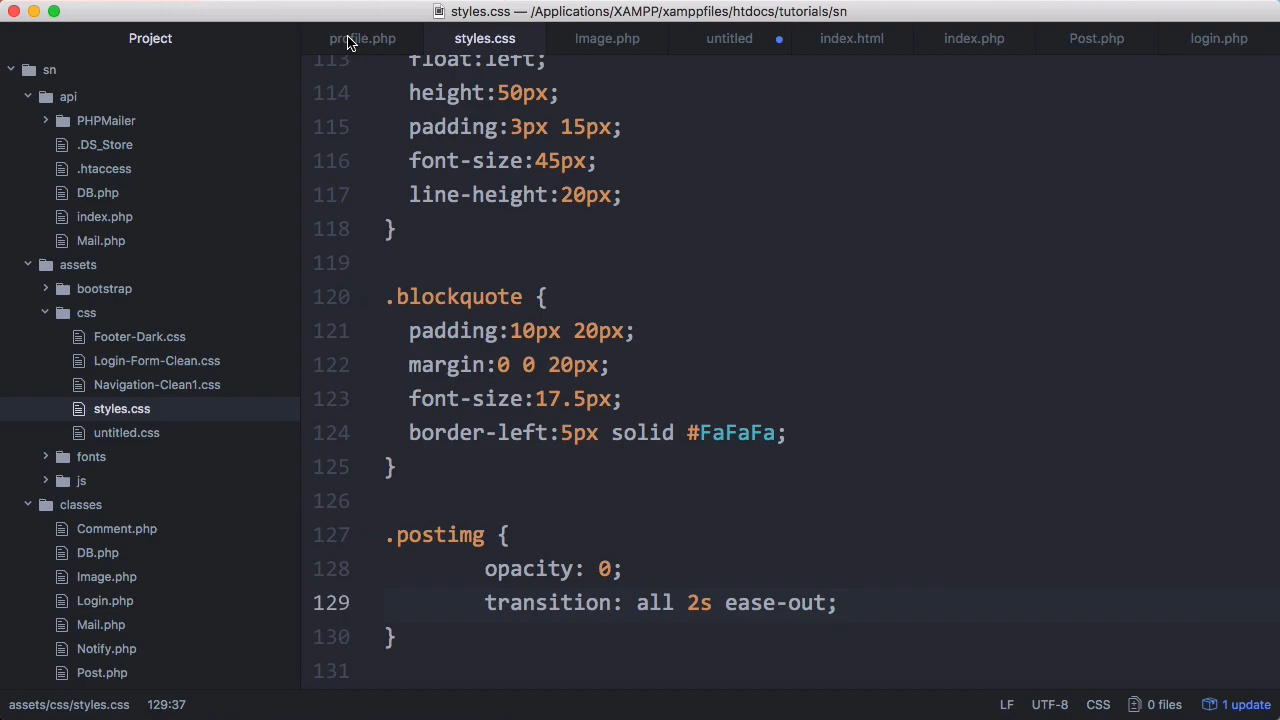 styles.css — /Applications/XAMPP/xamppfiles/htdocs/tutorials/sn
Project
profile.php styles.css Image.php untitled index.html index.php Post.php login.php
sn
api
PHPMailer
.DS_Store
.htaccess
DB.php
index.php
Mail.php
assets
bootstrap
css
Footer-Dark.css
Login-Form-Clean.css
Navigation-Clean1.css
styles.css
untitled.css
fonts
js
classes
Comment.php
DB.php
Image.php
Login.php
Mail.php
Notify.php
Post.php
113 float:left;
114 height:50px;
115 padding:3px 15px;
116 font-size:45px;
117 line-height:20px;
118 }
119
120 .blockquote {
121 padding:10px 20px;
122 margin:0 0 20px;
123 font-size:17.5px;
124 border-left:5px solid #FaFaFa;
125 }
126
127 .postimg {
128 opacity: 0;
129 transition: all 2s ease-out;
130 }
131
assets/css/styles.css 129:37 LF UTF-8 CSS 0 files 1 update